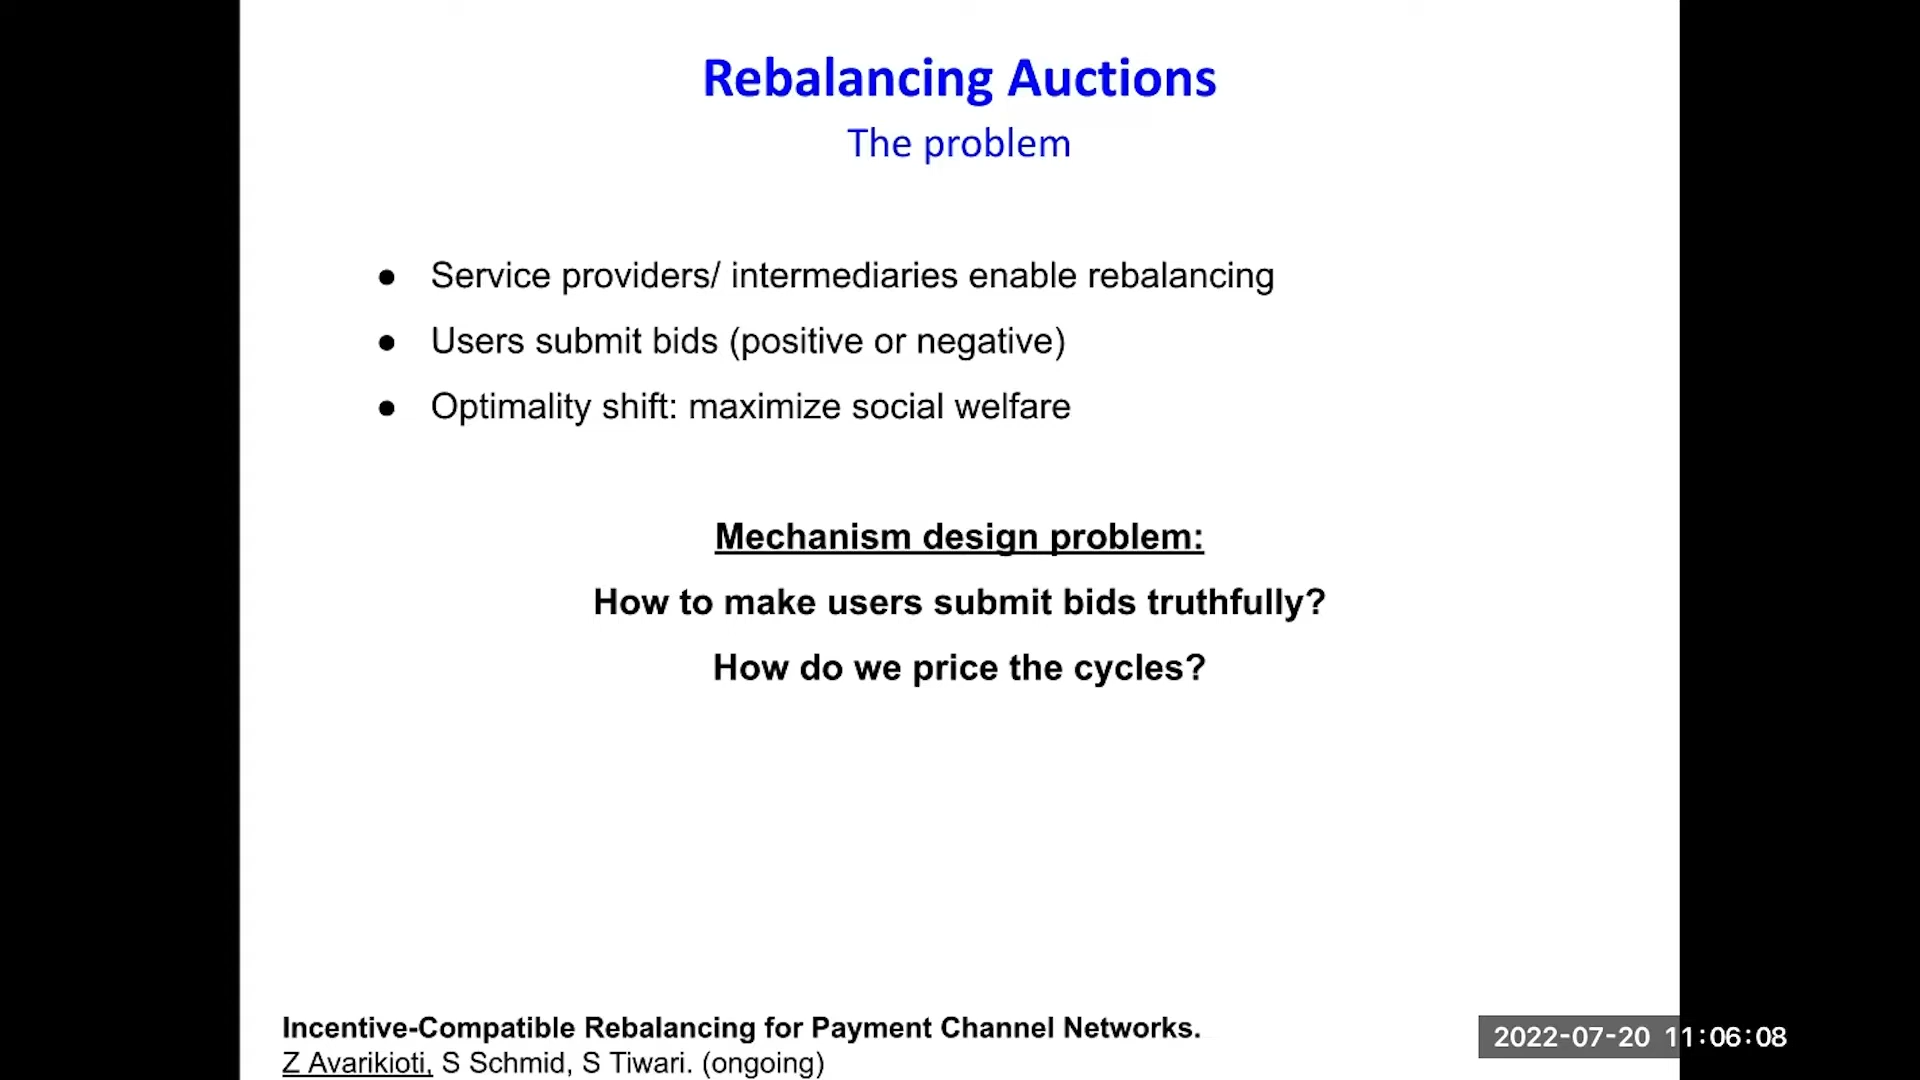 Rebalancing Auctions
The problem
● Service providers/ intermediaries enable rebalancing
● Users submit bids (positive or negative)
● Optimality shift: maximize social welfare
Mechanism design problem:
How to make users submit bids truthfully?
How do we price the cycles?
Incentive-Compatible Rebalancing for Payment Channel Networks.
Z Avarikioti, S Schmid, S Tiwari. (ongoing)
2022-07-20 11:06:08